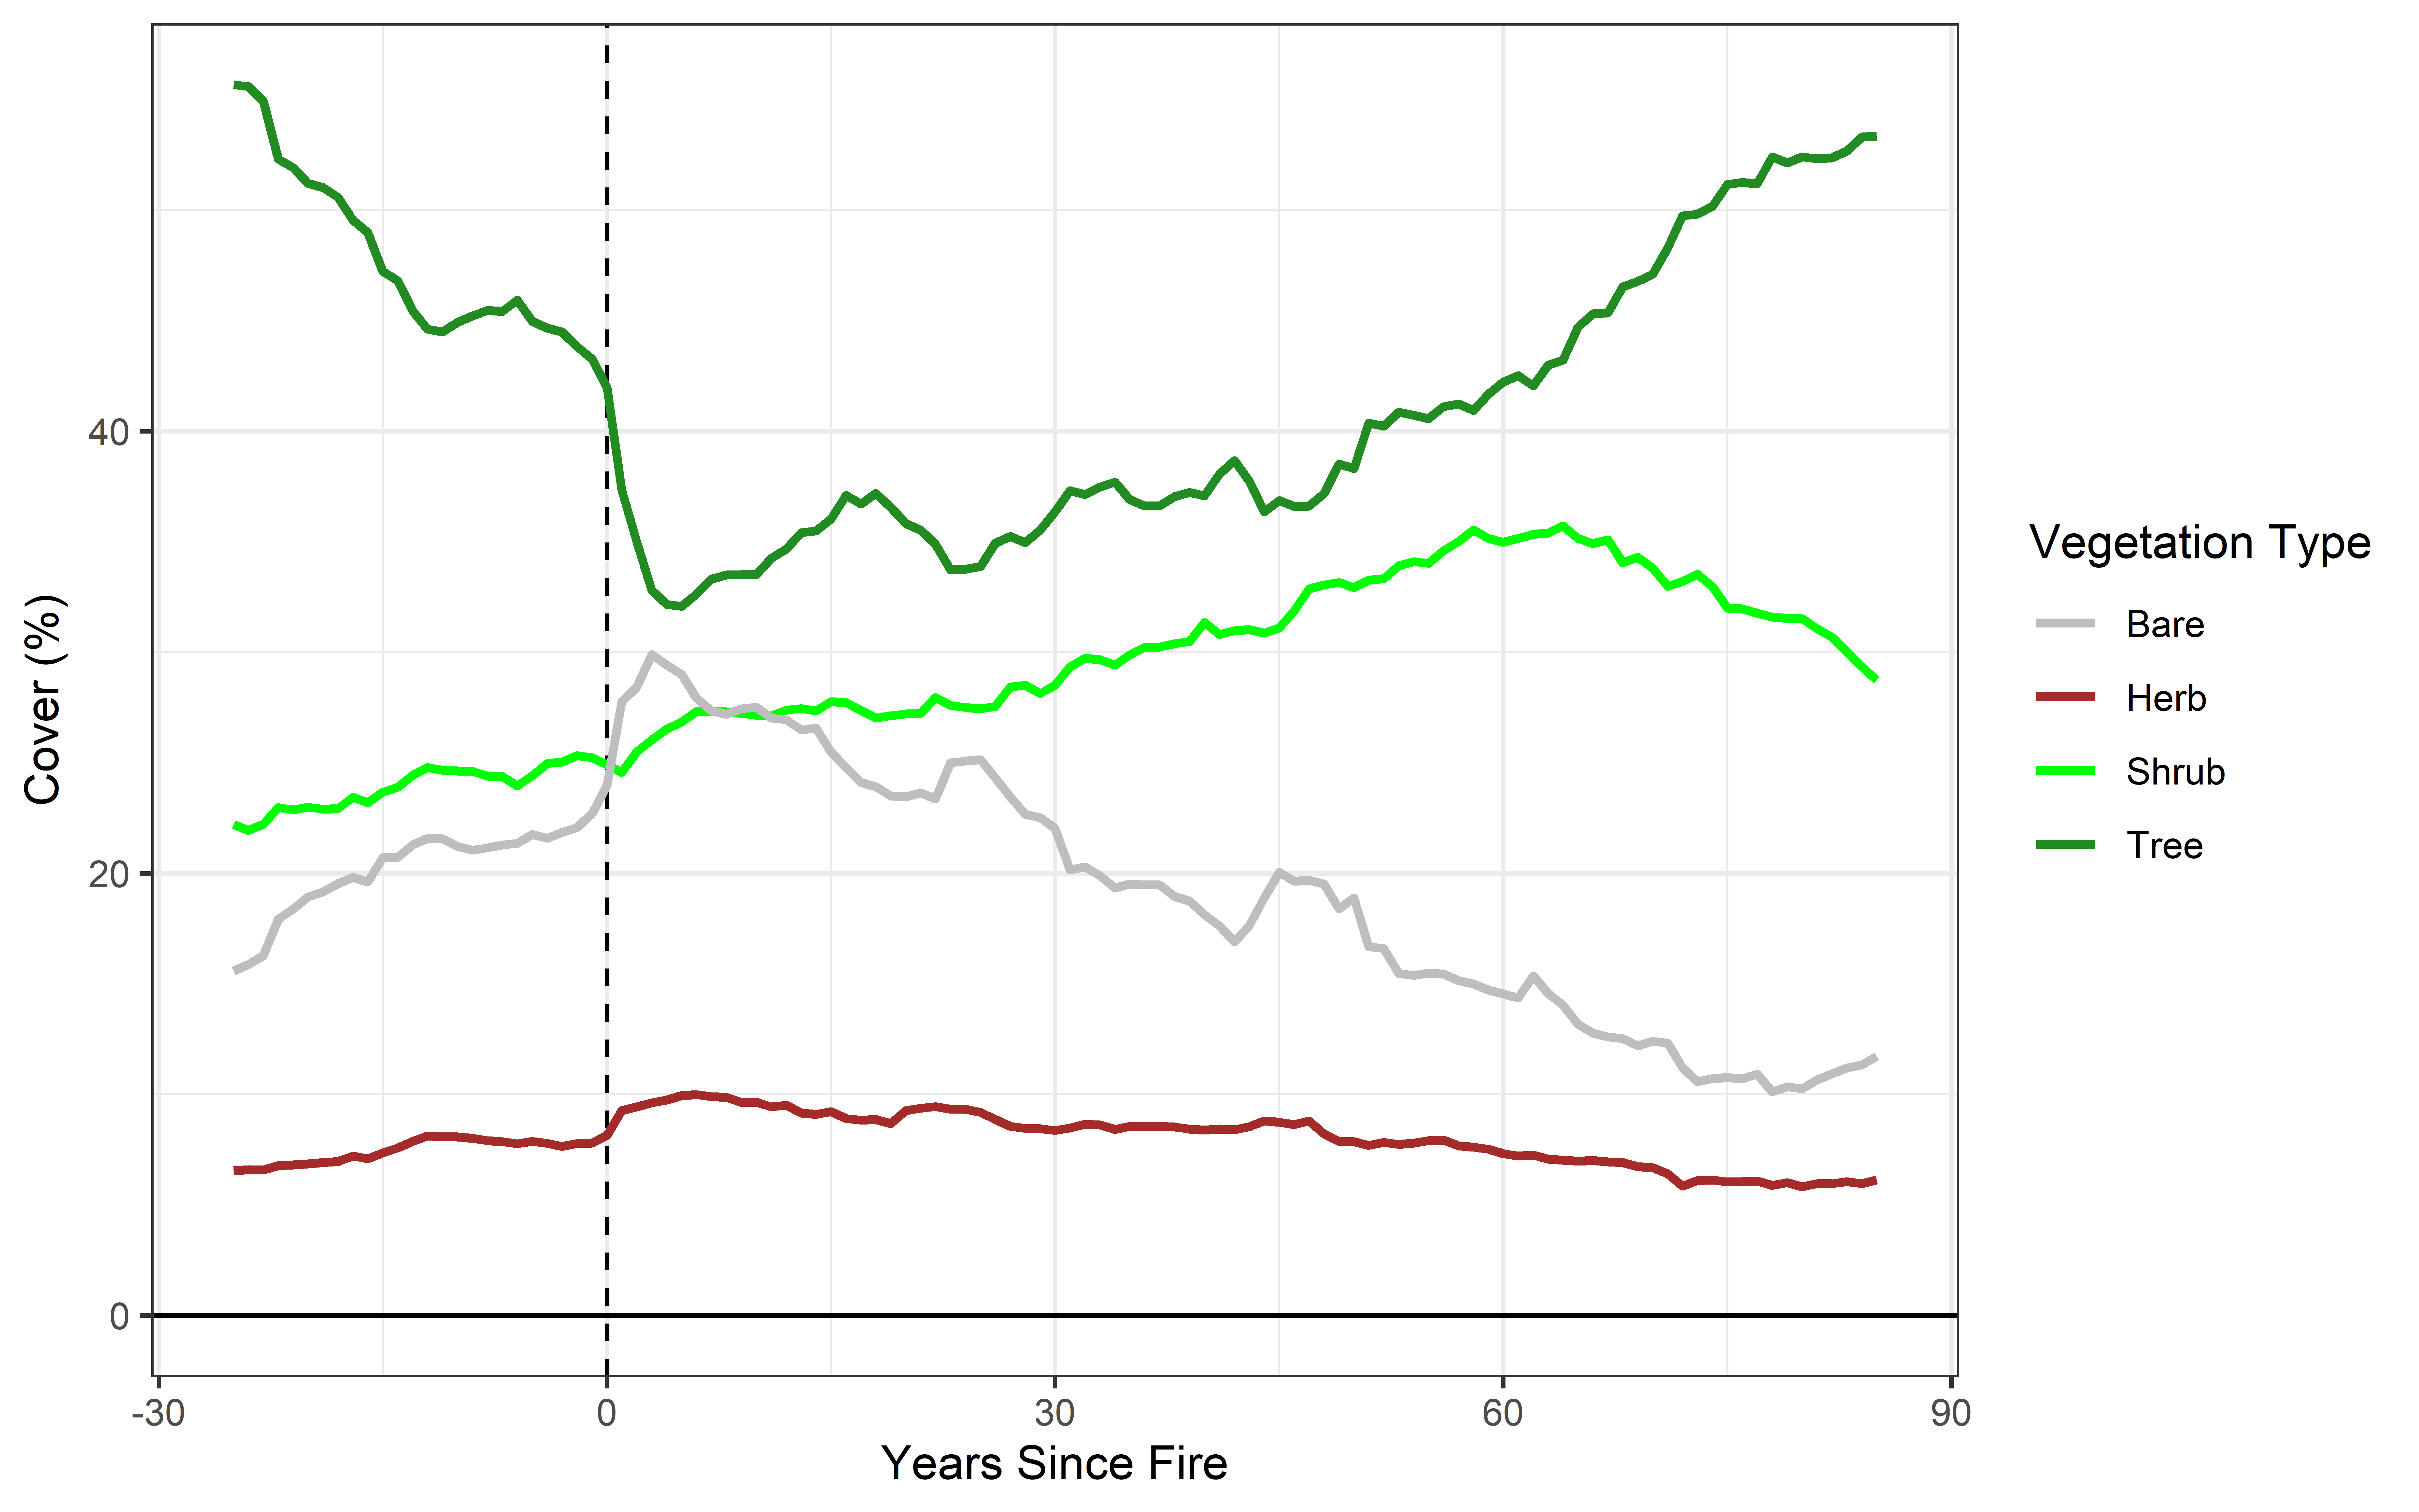 Cover (%)
40
20
0
-30
0
30
60
90
Years Since Fire
Vegetation Type
Bare
Herb
Shrub
Tree